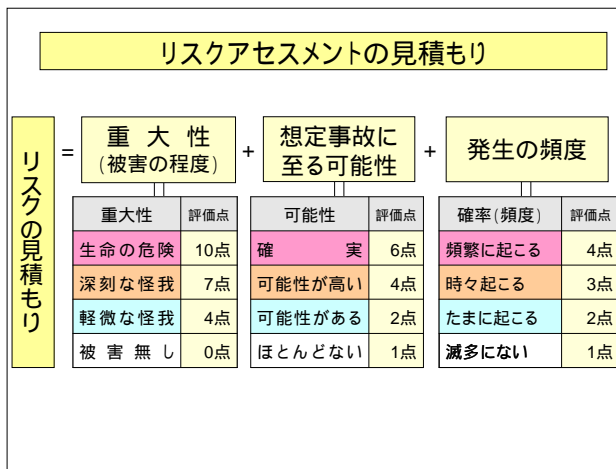 リスクアセスメントの見積もり
リスクの見積もり
=
重 大 性
(被害の程度)
+
想定事故に
至る可能性
+
発生の頻度
重大性 評価点
生命の危険 10点
深刻な怪我 7点
軽微な怪我 4点
被 害 無 し 0点
可能性 評価点
確 実 6点
可能性が高い 4点
可能性がある 2点
ほとんどない 1点
確率(頻度) 評価点
頻繁に起こる 4点
時々起こる 3点
たまに起こる 2点
滅多にない 1点